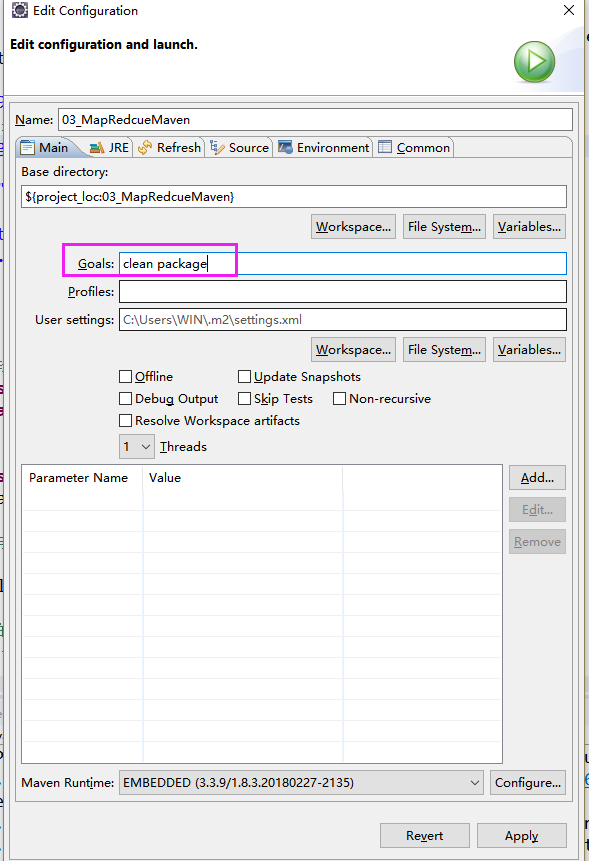 Edit Configuration
Edit configuration and launch.
Name: 03_MapRedcueMaven
Main JRE Refresh Source Environment Common
Base directory:
${project_loc:03_MapRedcueMaven}
Workspace... File System... Variables...
Goals: clean package
Profiles:
User settings: C:\Users\WIN\.m2\settings.xml
Workspace... File System... Variables...
Offline Update Snapshots
Debug Output Skip Tests Non-recursive
Resolve Workspace artifacts
1 Threads
Parameter Name Value
Add...
Edit...
Remove
Maven Runtime: EMBEDDED (3.3.9/1.8.3.20180227-2135) Configure...
Revert Apply